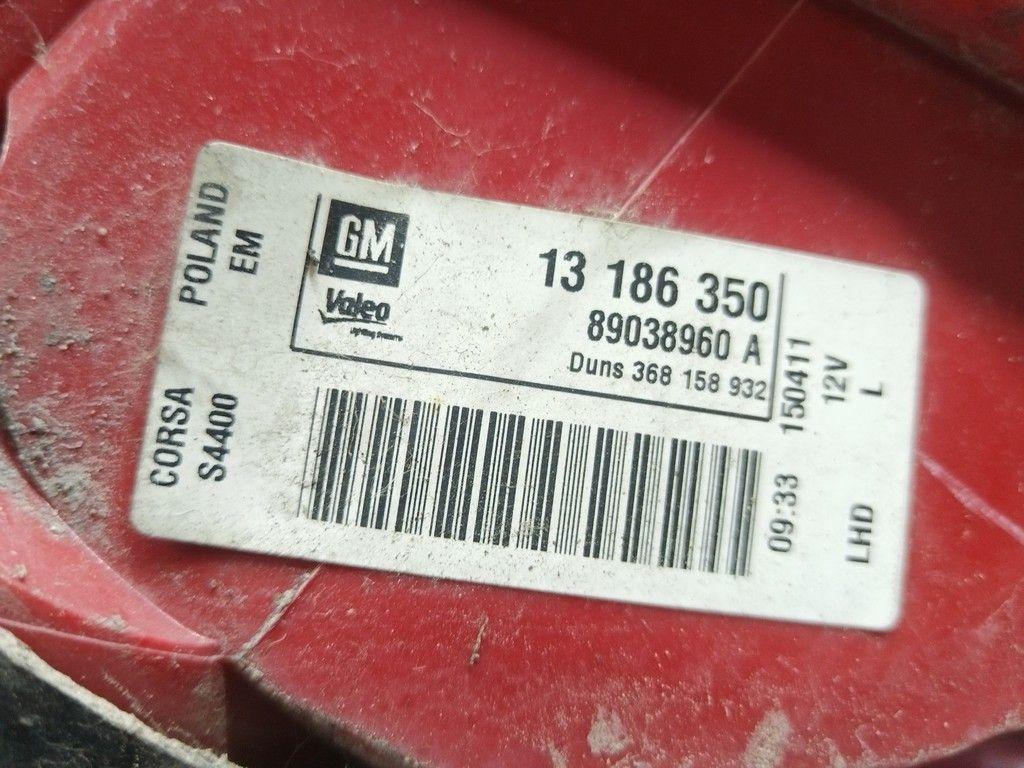 POLAND
EM
CORSA
S4400
GM
Valeo
13 186 350
89038960 A
Duns 368 158 932
150411
12V
L
09:33
LHD